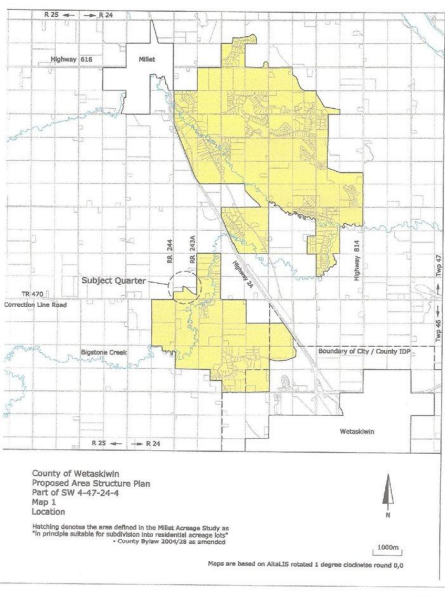 R 25 R 24
Highway 616
Millet
RR 244
RR 243A
Highway 2A
Highway 814
Subject Quarter
TR 470
Correction Line Road
Twp 47
Twp 46
Bigstone Creek
Boundary of City / County IDP
R 25 R 24
Wetaskiwin
County of Wetaskiwin
Proposed Area Structure Plan
Part of SW 4-47-24-4
Map 1
Location
Hatching denotes the area defined in the Millet Acreage Study as
"in principle suitable for subdivision into residential acreage lots"
- County Bylaw 2004/28 as amended
N
1000m
Maps are based on AltaLIS rotated 1 degree clockwise round 0,0